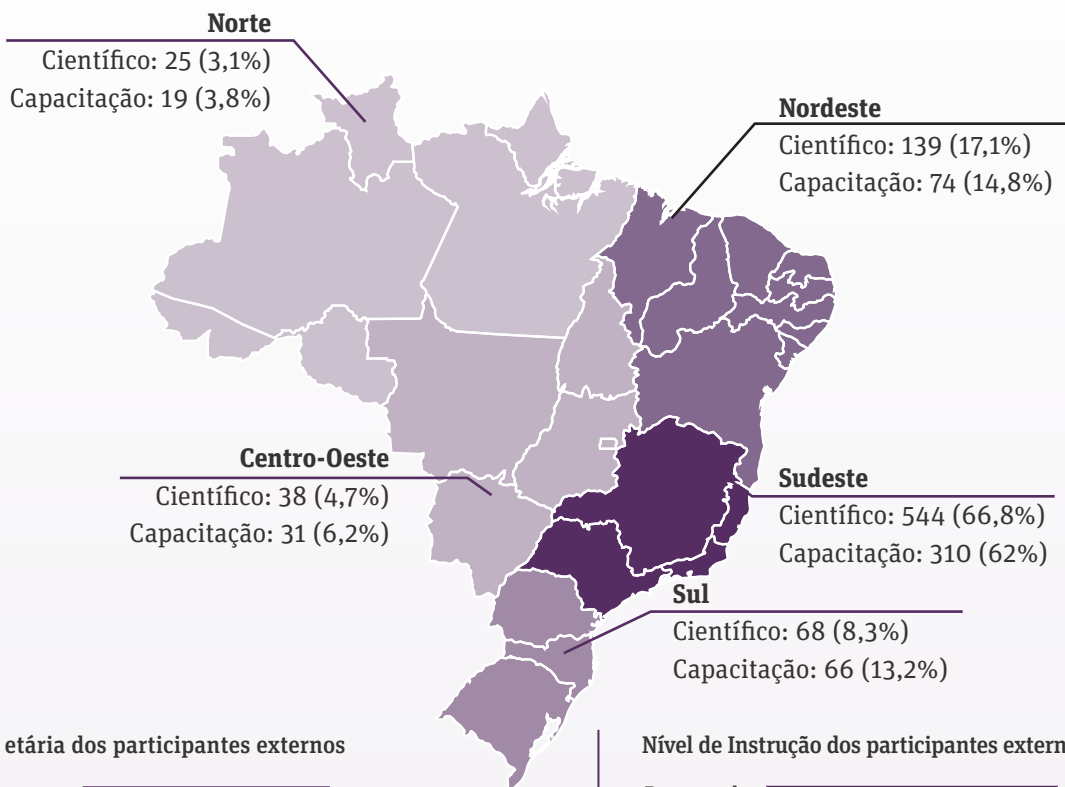 Norte
Científico: 25 (3,1%)
Capacitação: 19 (3,8%)
Nordeste
Científico: 139 (17,1%)
Capacitação: 74 (14,8%)
Centro-Oeste
Científico: 38 (4,7%)
Capacitação: 31 (6,2%)
Sudeste
Científico: 544 (66,8%)
Capacitação: 310 (62%)
Sul
Científico: 68 (8,3%)
Capacitação: 66 (13,2%)
etária dos participantes externos
Nível de Instrução dos participantes extern